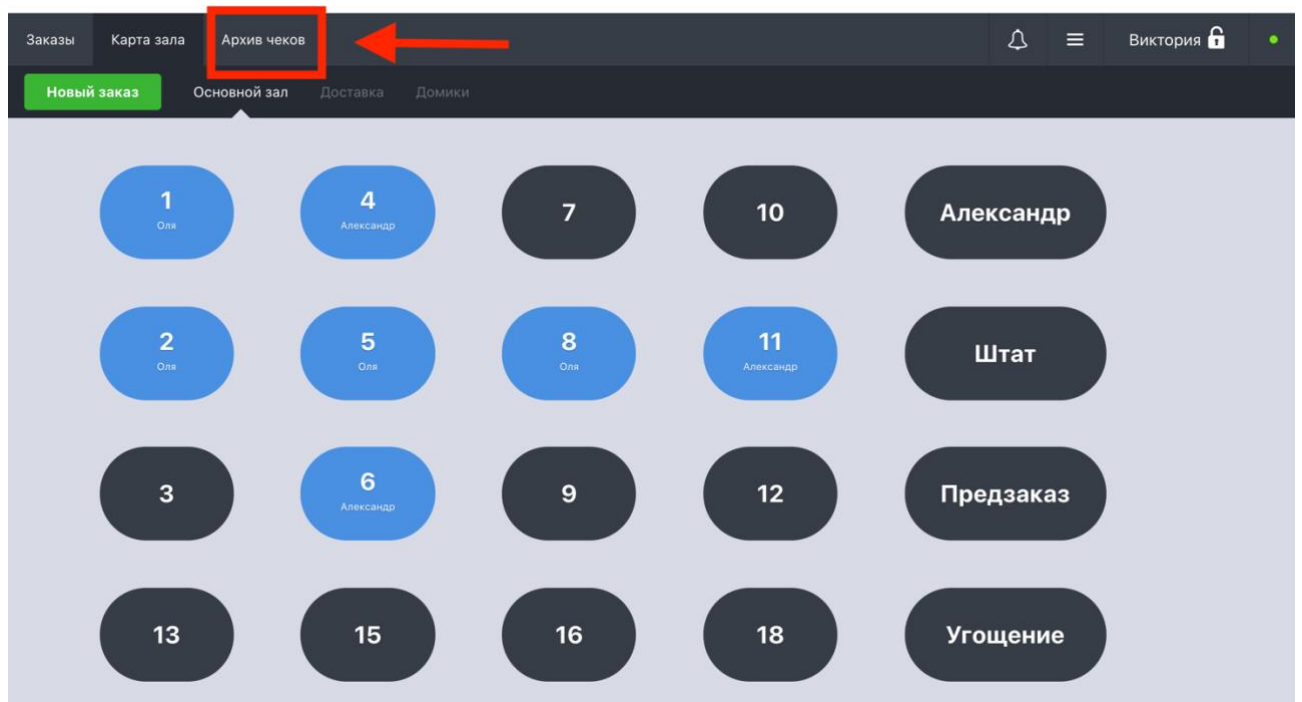 Заказы Карта зала Архив чеков Виктория
Новый заказ Основной зал Доставка Домики
1 4 7 10 Александр
Оля Александр
2 5 8 11 Штат
Оля Оля Оля Александр
3 6 9 12 Предзаказ
Александр
13 15 16 18 Угощение